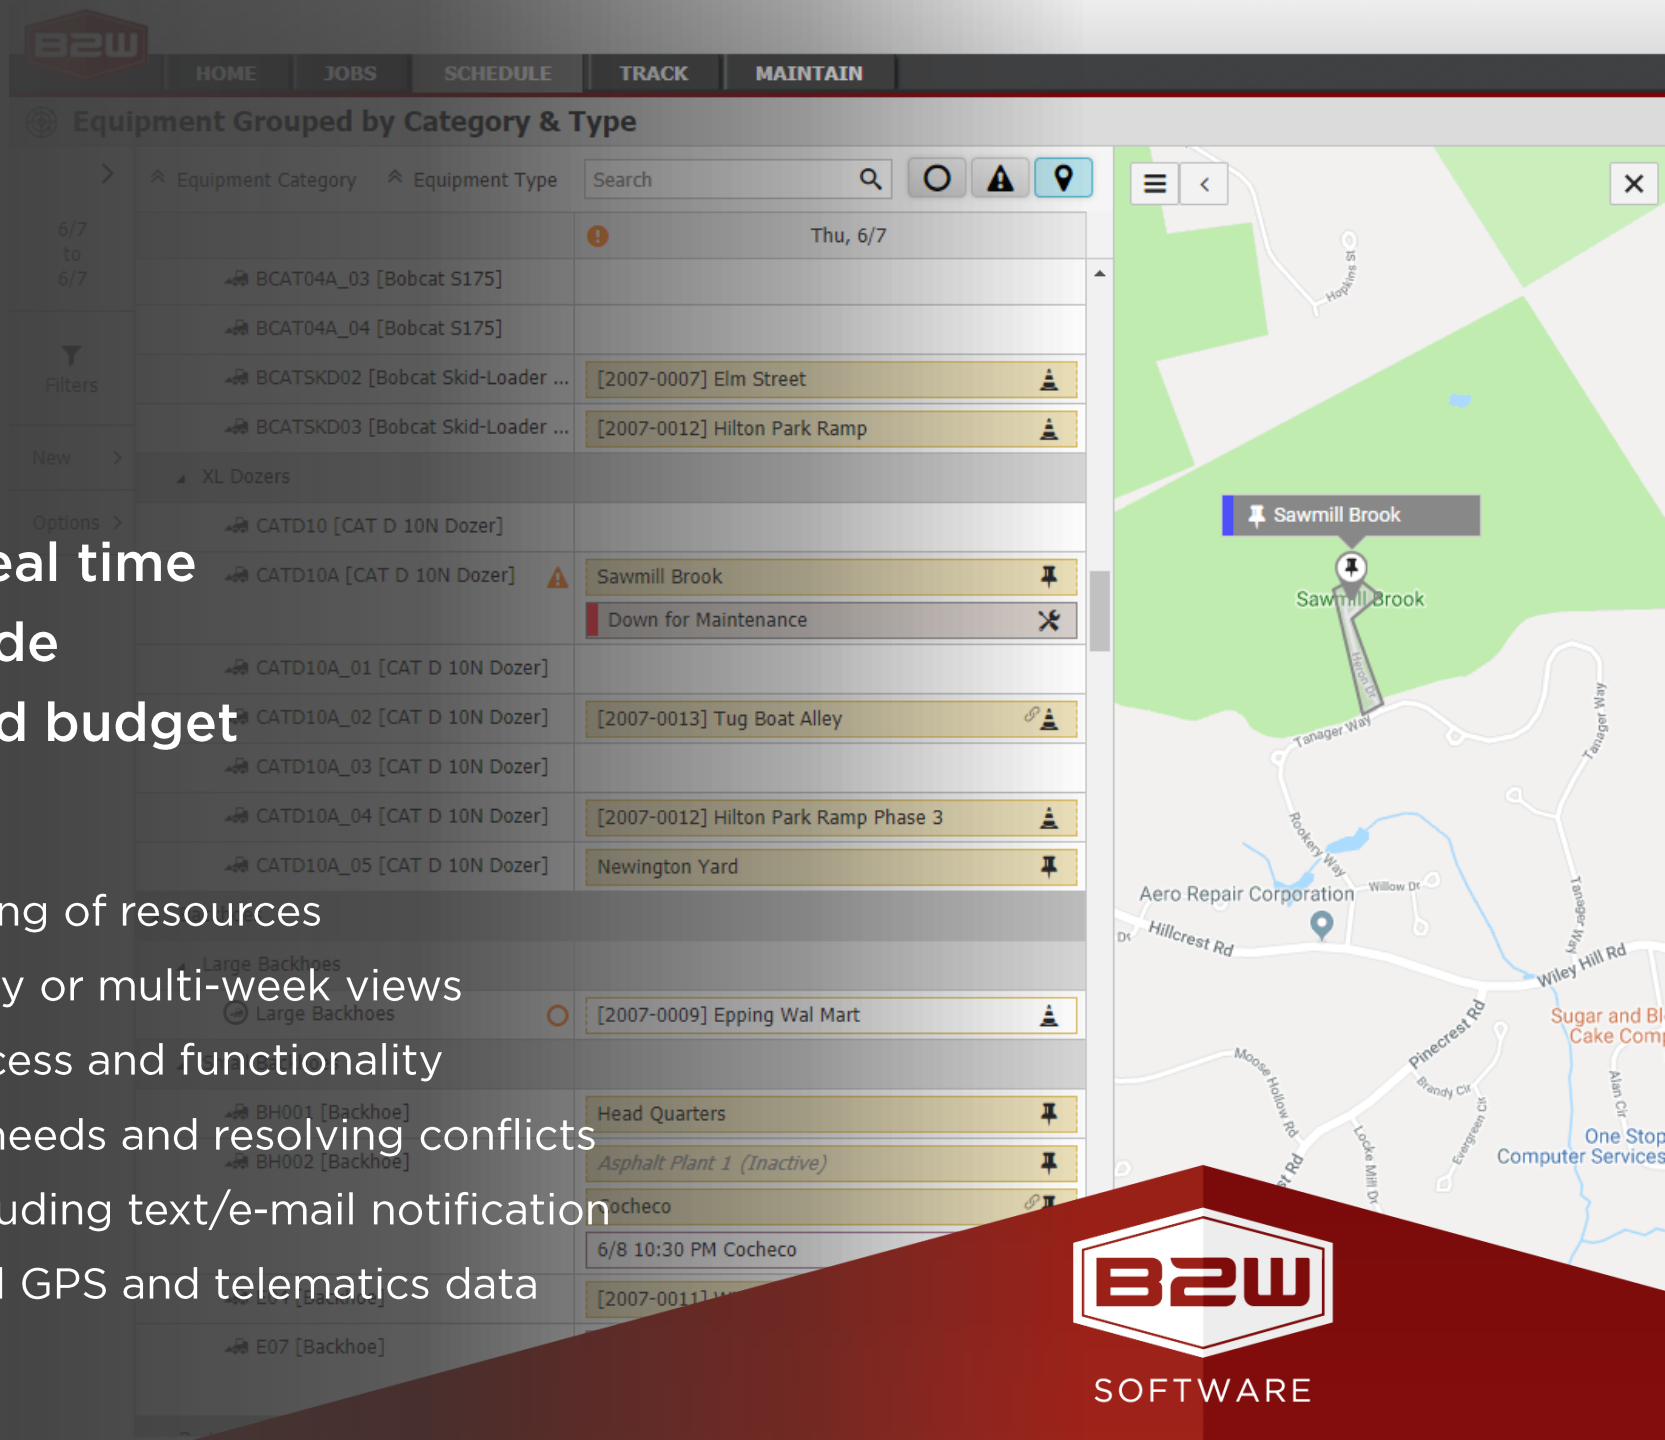 B2W
HOME JOBS SCHEDULE TRACK MAINTAIN
Equipment Grouped by Category & Type
Equipment Category Equipment Type Search
6/7
to
6/7
Thu, 6/7
BCAT04A_03 [Bobcat S175]
BCAT04A_04 [Bobcat S175]
Filters
BCATSKD02 [Bobcat Skid-Loader ... [2007-0007] Elm Street
BCATSKD03 [Bobcat Skid-Loader ... [2007-0012] Hilton Park Ramp
New
XL Dozers
Options
CATD10 [CAT D 10N Dozer]
CATD10A [CAT D 10N Dozer] Sawmill Brook
Down for Maintenance
CATD10A_01 [CAT D 10N Dozer]
CATD10A_02 [CAT D 10N Dozer] [2007-0013] Tug Boat Alley
CATD10A_03 [CAT D 10N Dozer]
CATD10A_04 [CAT D 10N Dozer] [2007-0012] Hilton Park Ramp Phase 3
CATD10A_05 [CAT D 10N Dozer] Newington Yard
Large Backhoes
Large Backhoes [2007-0009] Epping Wal Mart
BH001 [Backhoe] Head Quarters
BH002 [Backhoe] Asphalt Plant 1 (Inactive)
Cocheco
6/8 10:30 PM Cocheco
[Backhoe] [2007-0011]
E07 [Backhoe]
eal time
de
d budget
ng of resources
y or multi-week views
cess and functionality
needs and resolving conflicts
uding text/e-mail notification
l GPS and telematics data
Hopkins St
Sawmill Brook
Sawmill Brook
Heron Dr
Tanager Way
Tanager Way
Tanager Way
Rookery Way
Aero Repair Corporation
Willow Dr
Tanager Way
Dr
Hillcrest Rd
Wiley Hill Rd
Pinecrest Rd
Sugar and Bl
Cake Comp
Moose Hollow Rd
Brandy Cir
Alan Cir
Evergreen Cir
Locke Mill Dr
st Rd
One Stop
Computer Services
B2W
SOFTWARE